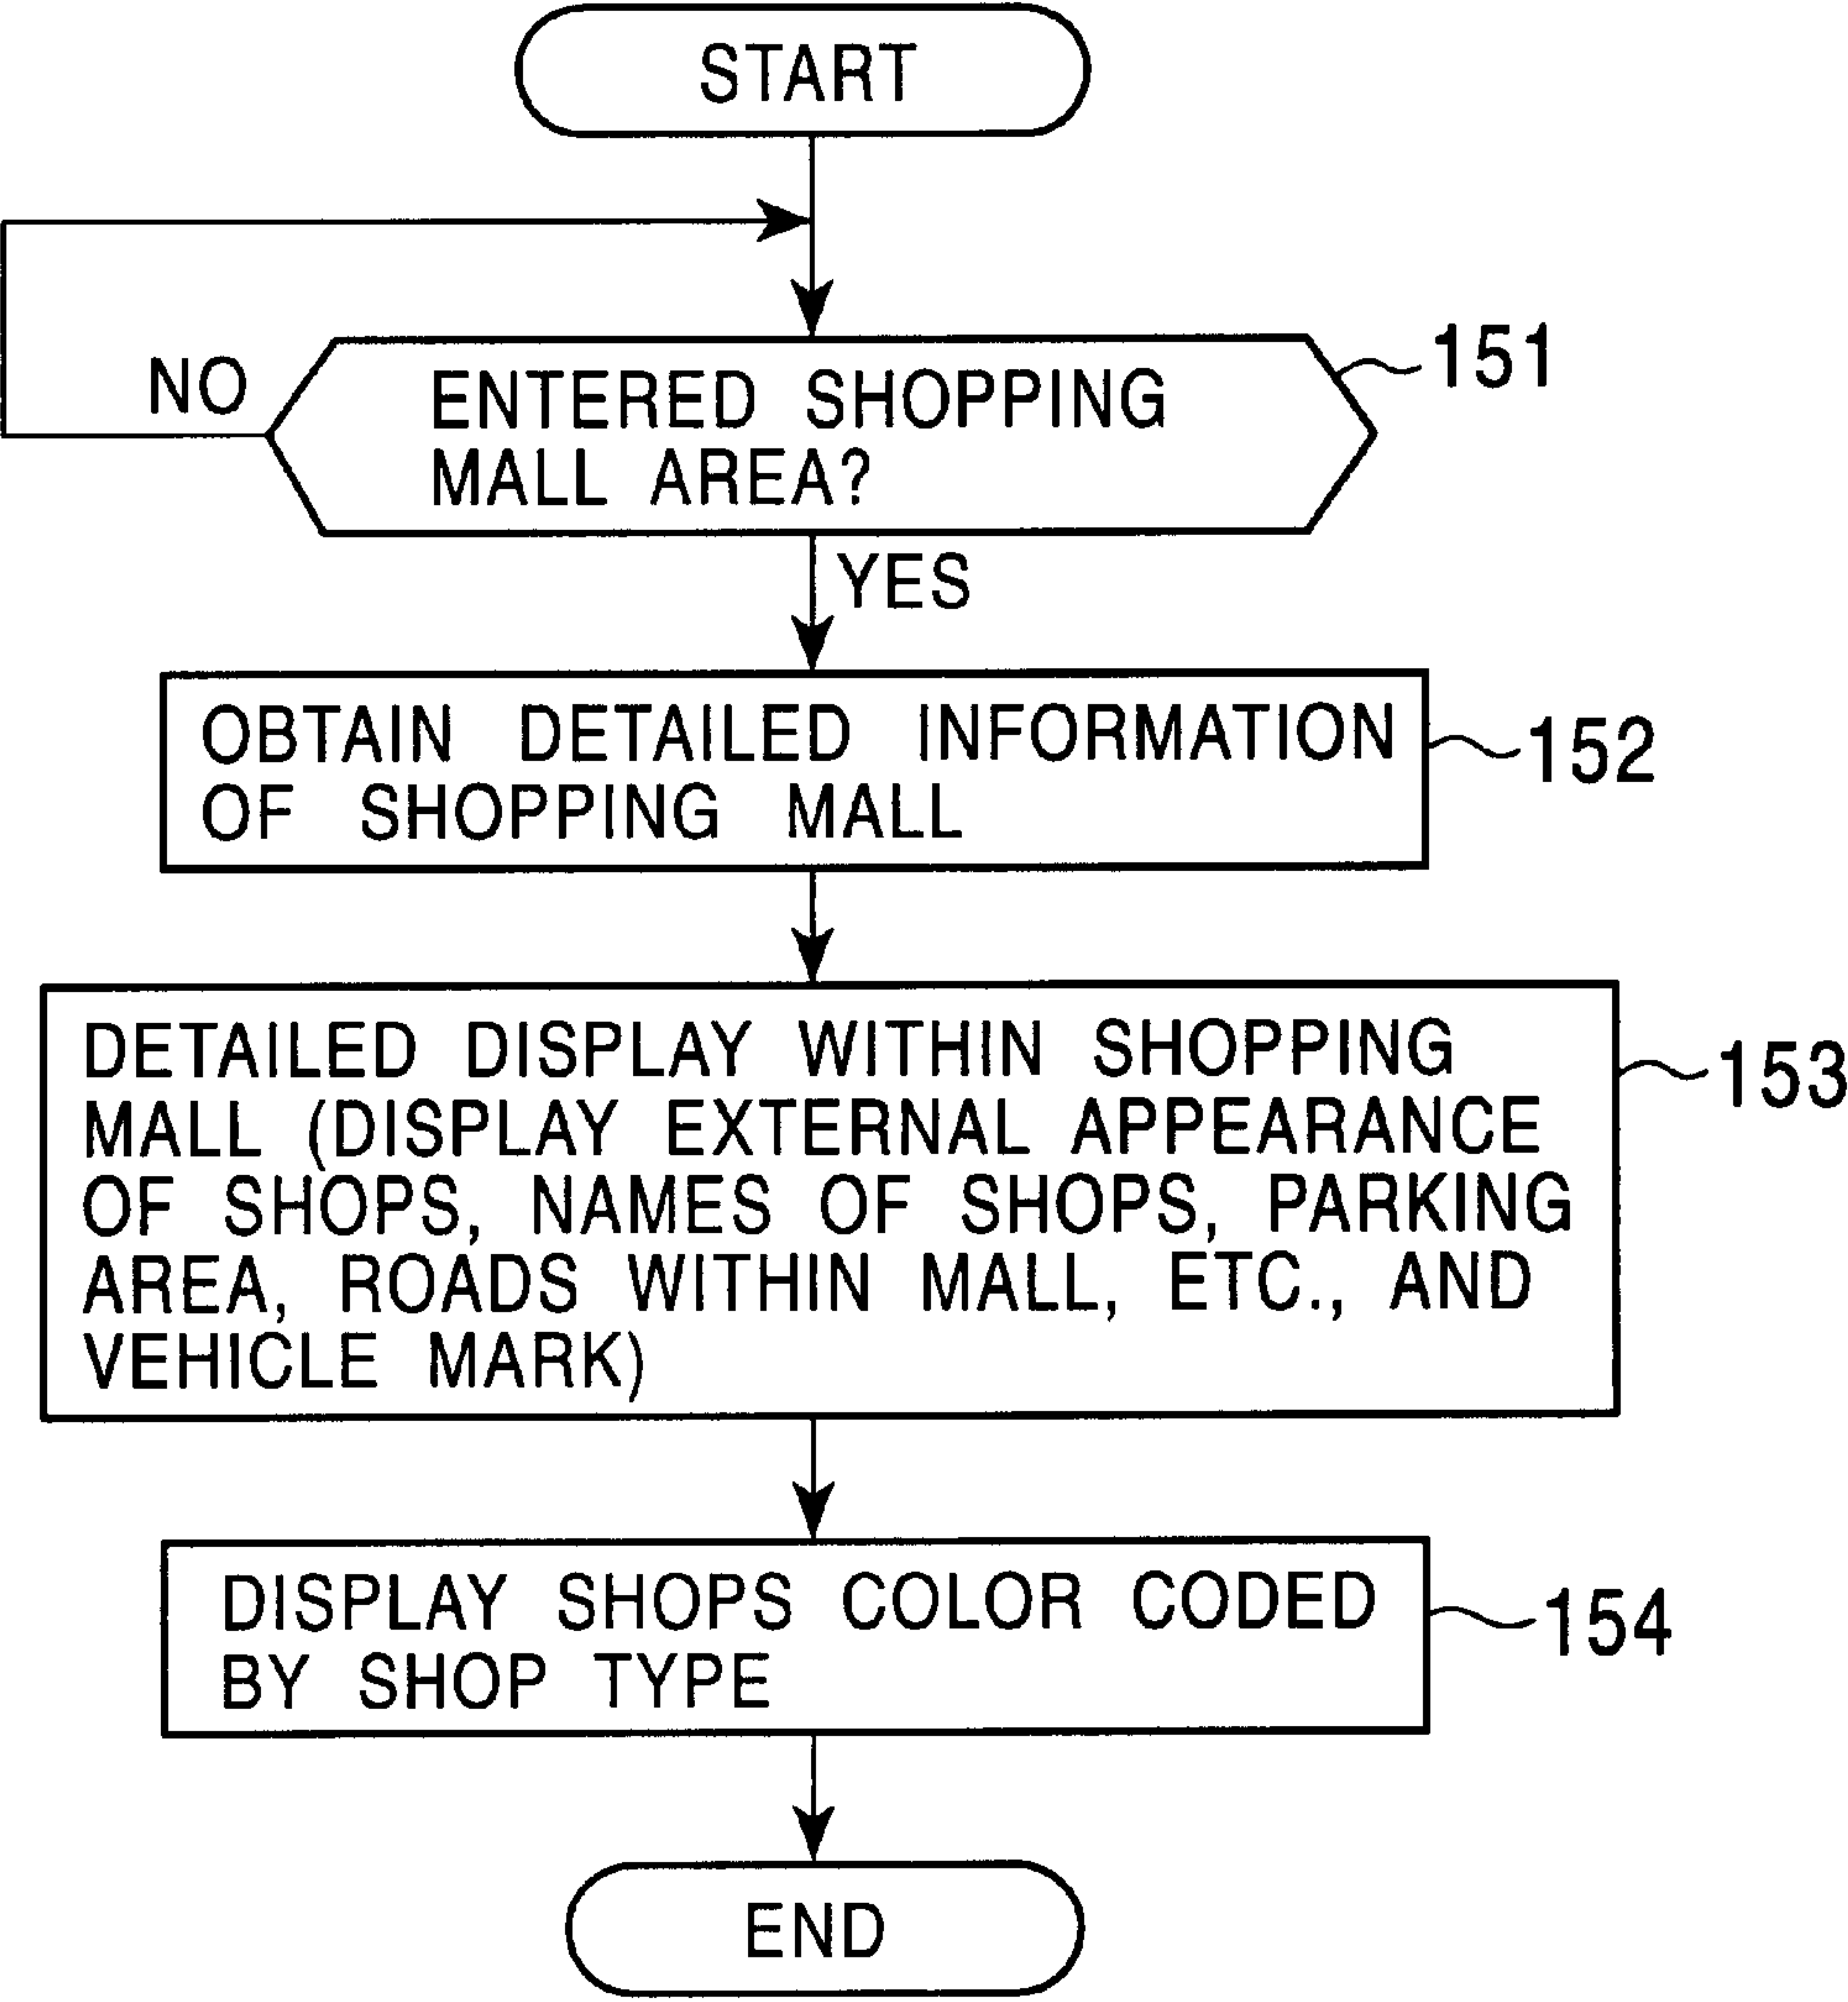 START
NO
ENTERED SHOPPING
MALL AREA?
151
YES
OBTAIN DETAILED INFORMATION
OF SHOPPING MALL
152
DETAILED DISPLAY WITHIN SHOPPING
MALL (DISPLAY EXTERNAL APPEARANCE
OF SHOPS, NAMES OF SHOPS, PARKING
AREA, ROADS WITHIN MALL, ETC., AND
VEHICLE MARK)
153
DISPLAY SHOPS COLOR CODED
BY SHOP TYPE
154
END